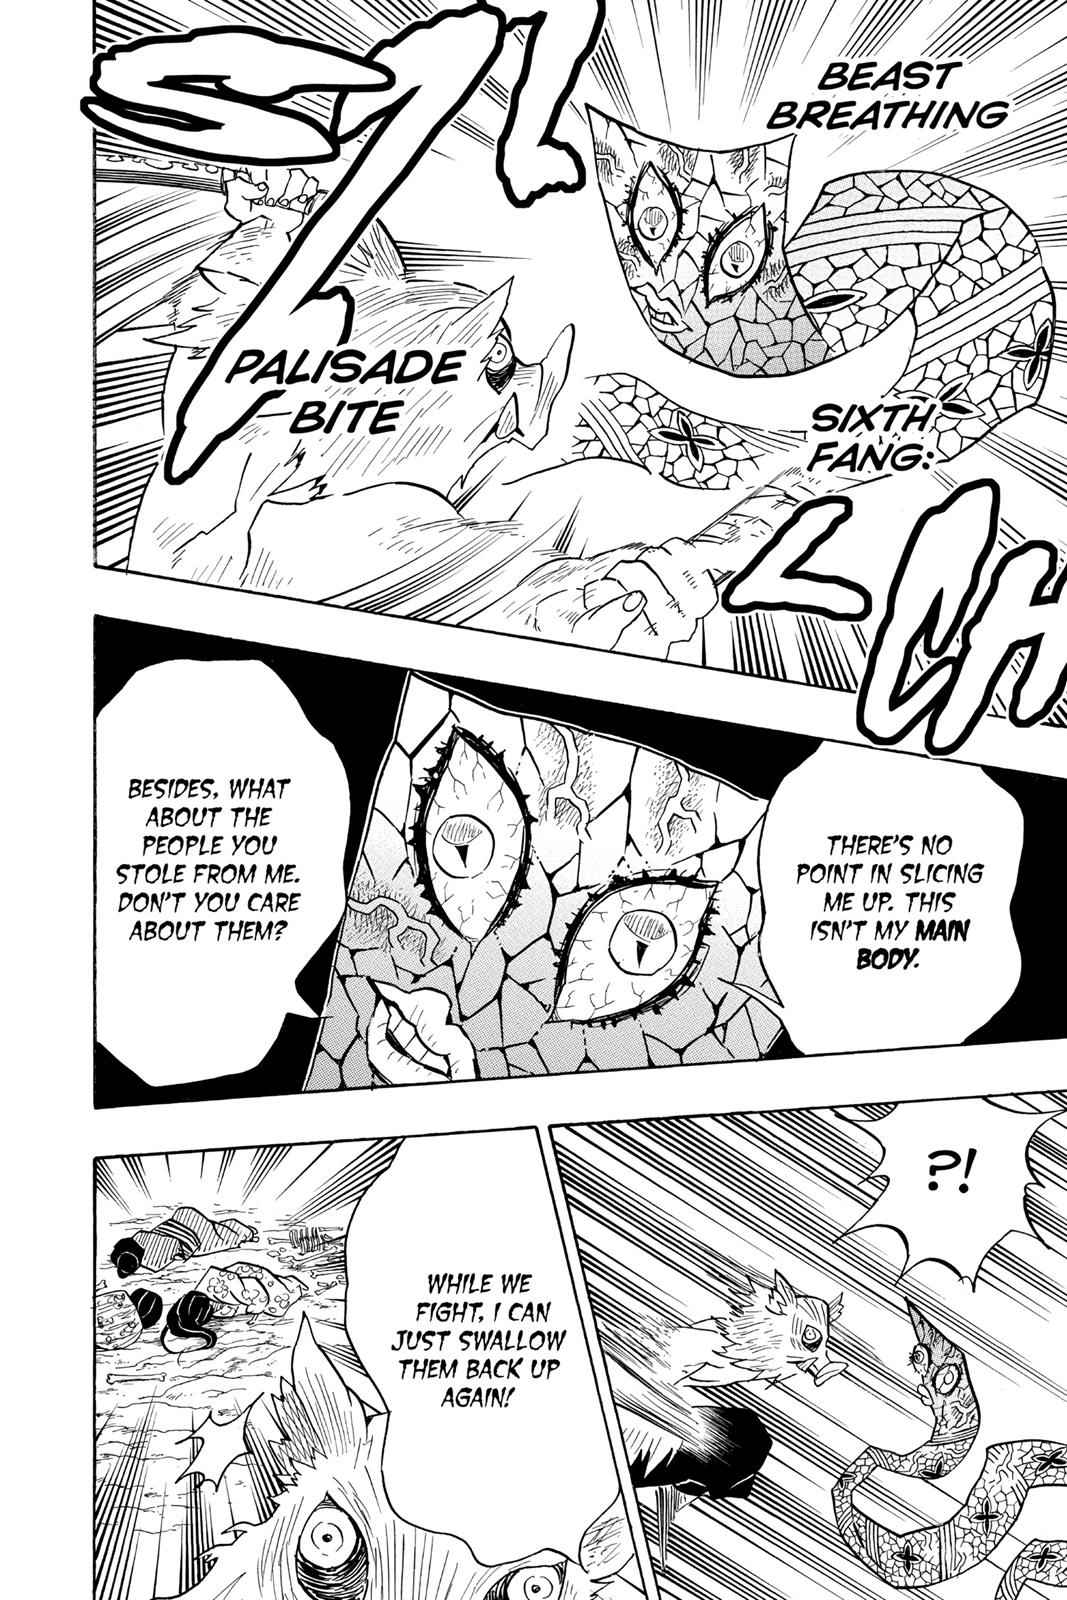 BEAST
BREATHING
SIXTH
FANG:
PALISADE
BITE
SLICH
THERE'S NO
POINT IN SLICING
ME UP. THIS
ISN'T MY MAIN
BODY.
BESIDES, WHAT
ABOUT THE
PEOPLE YOU
STOLE FROM ME.
DON'T YOU CARE
ABOUT THEM?
?!
WHILE WE
FIGHT, I CAN
JUST SWALLOW
THEM BACK UP
AGAIN!